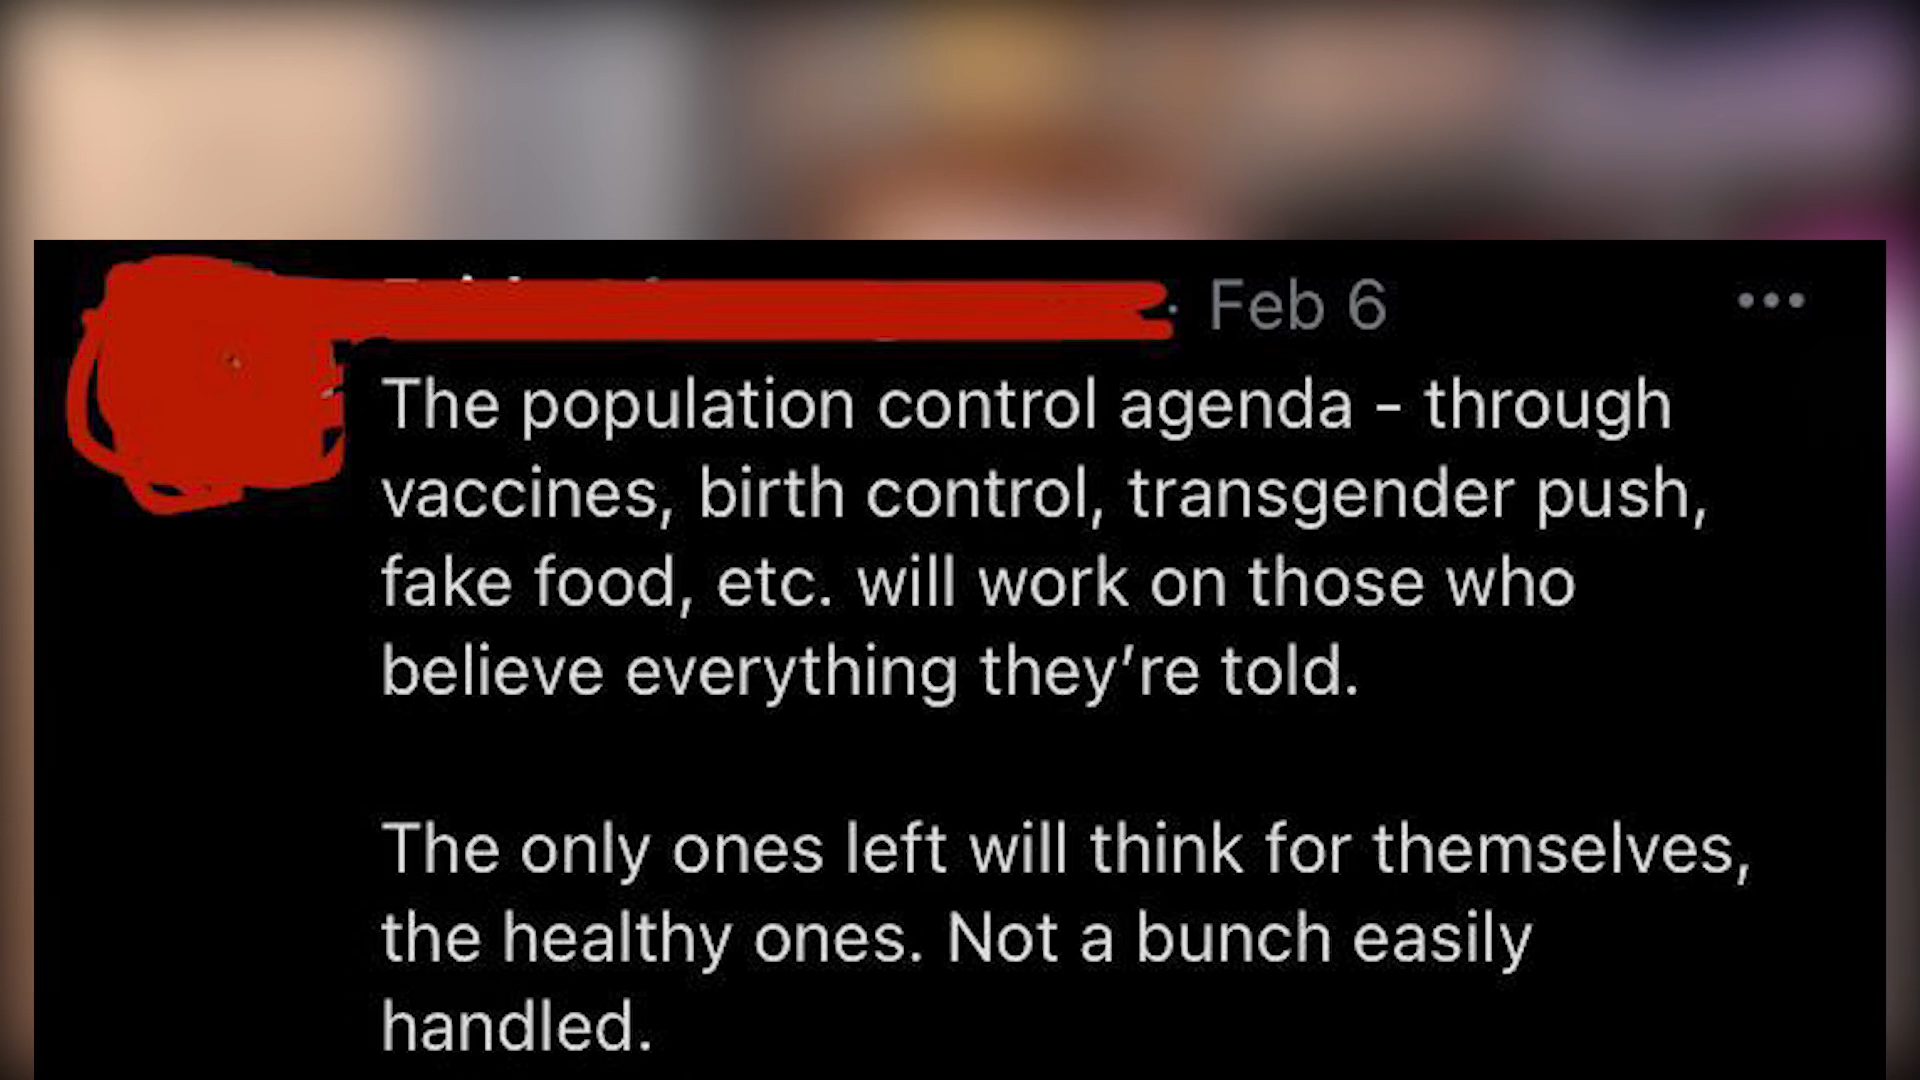 · Feb 6
The population control agenda - through
vaccines, birth control, transgender push,
fake food, etc. will work on those who
believe everything they're told.
The only ones left will think for themselves,
the healthy ones. Not a bunch easily
handled.